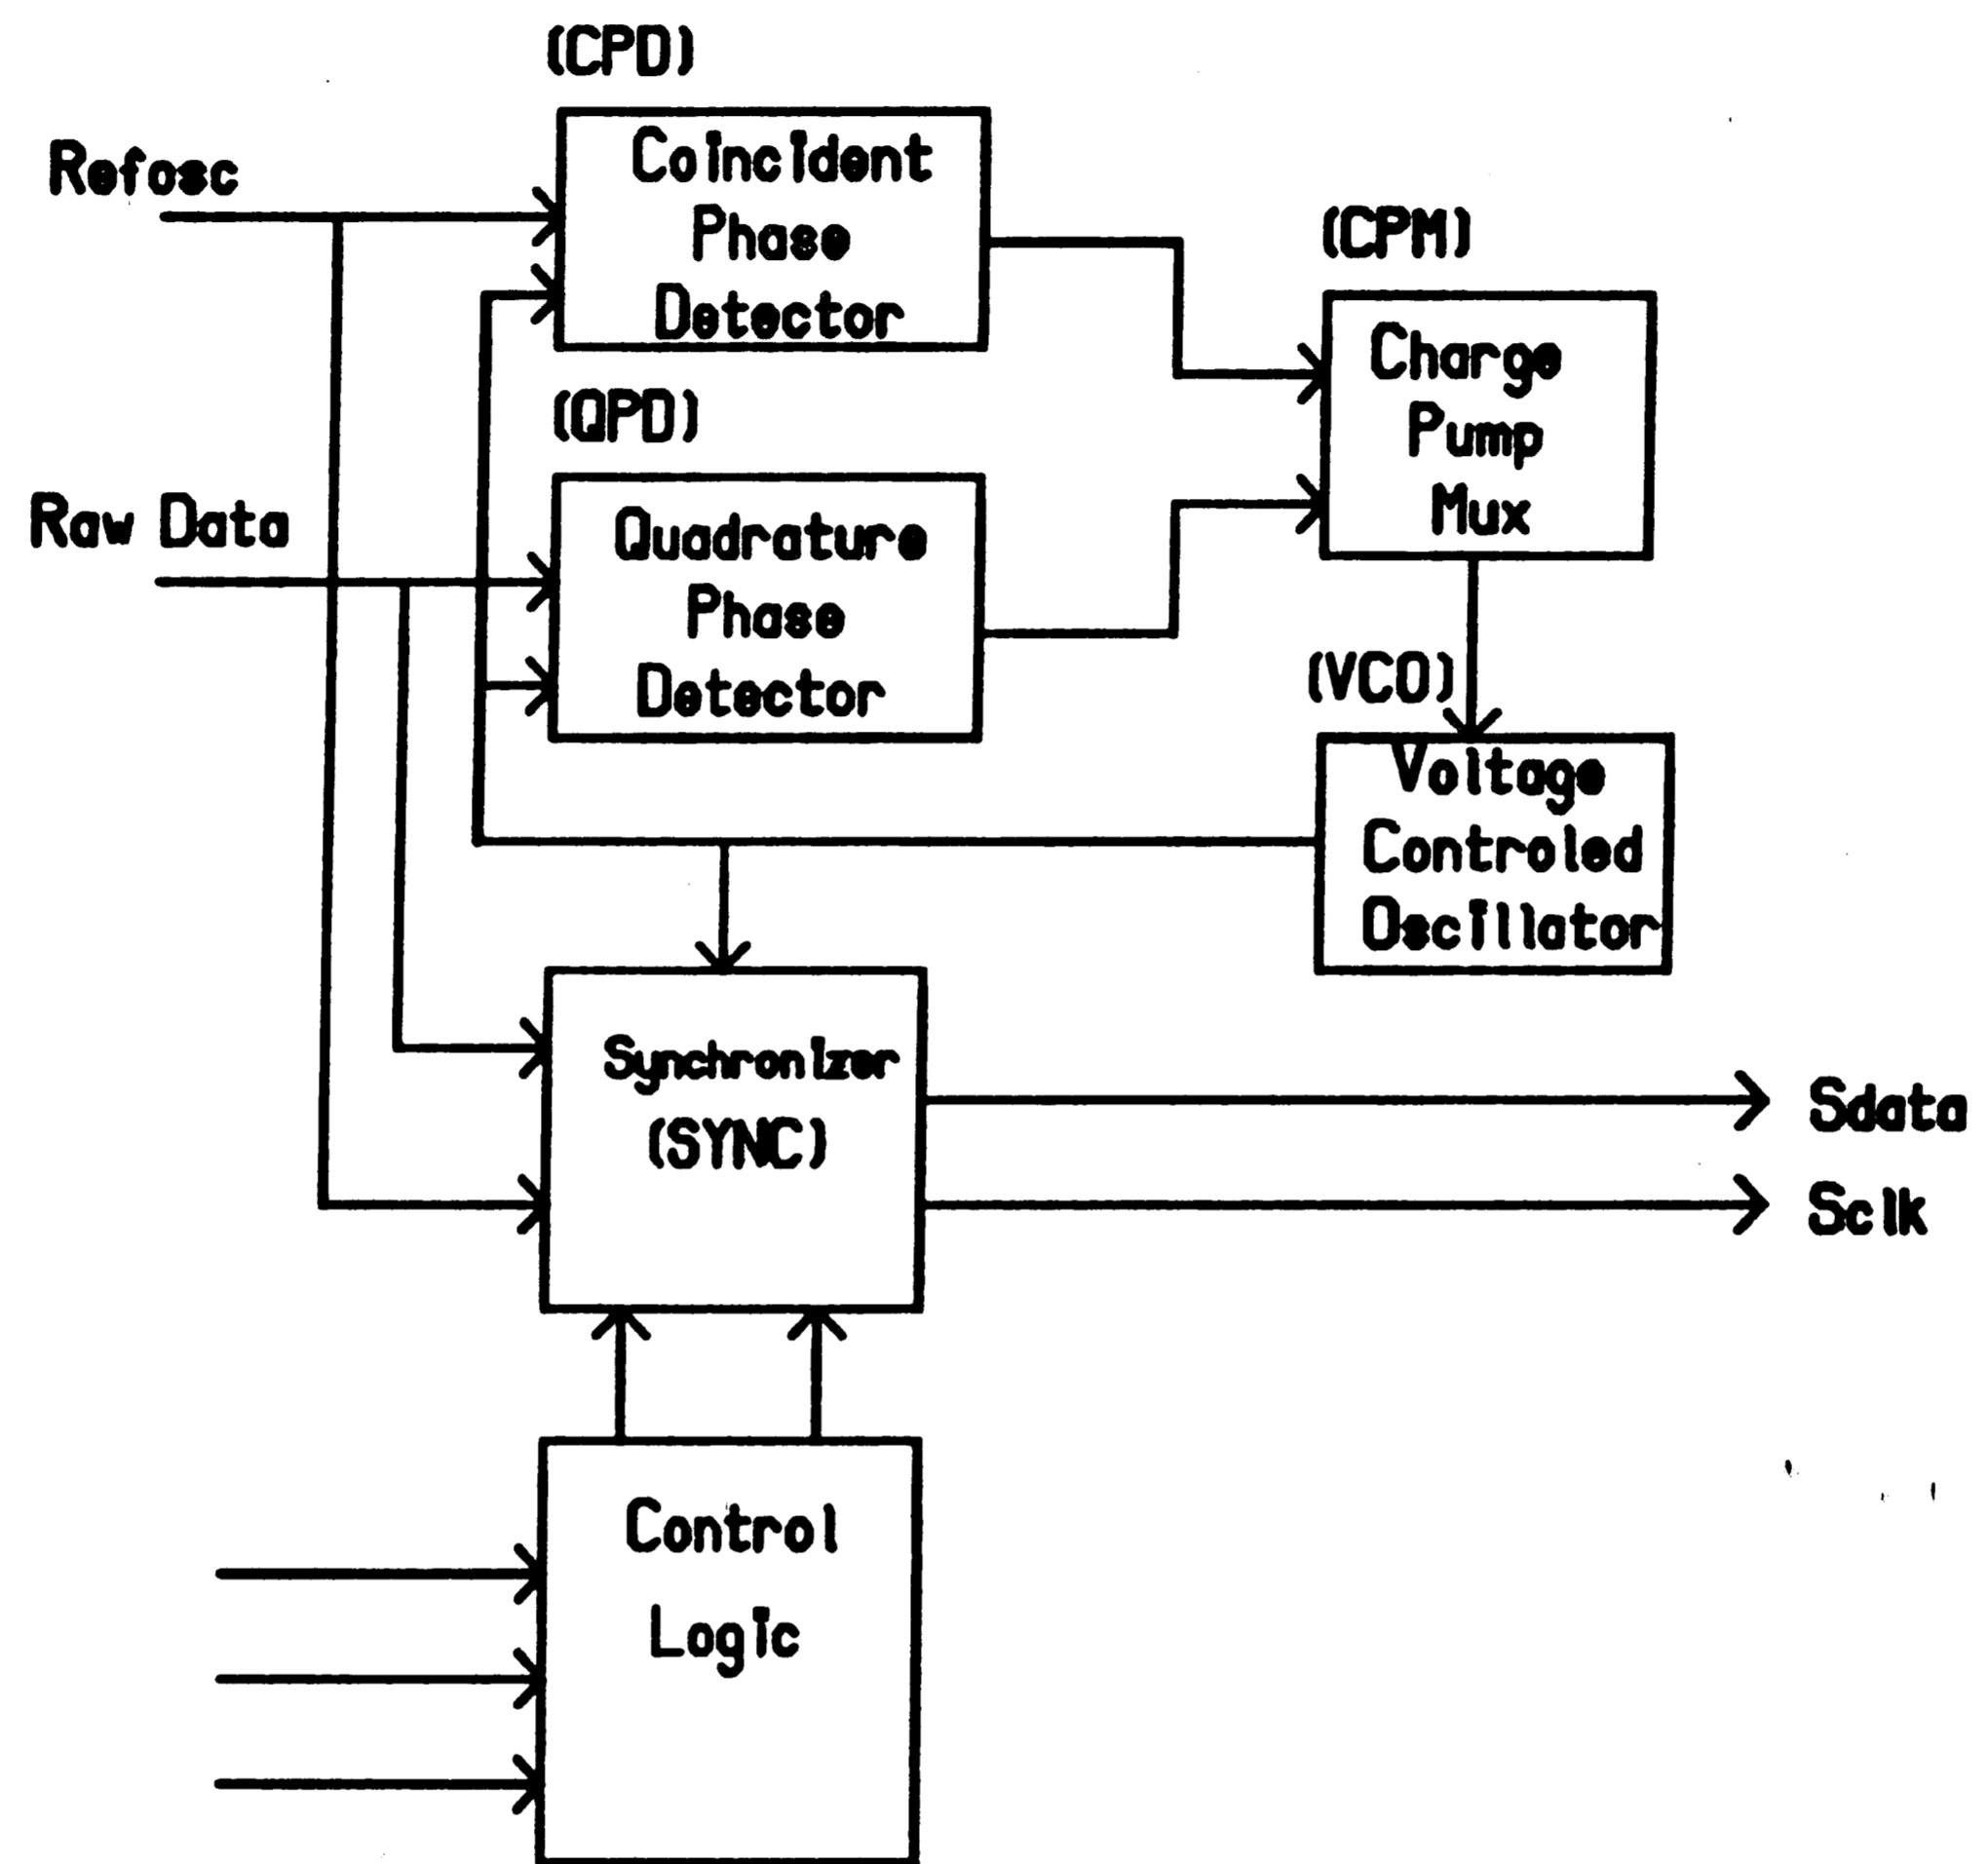 (CPD)
Refosc
Coincident
Phase
Detector
(CPM)
Charge
Pump
Mux
(QPD)
Raw Data
Quadrature
Phase
Detector
(VCO)
Voltage
Controled
Oscillator
Synchronizer
(SYNC)
Sdata
Sclk
Control
Logic